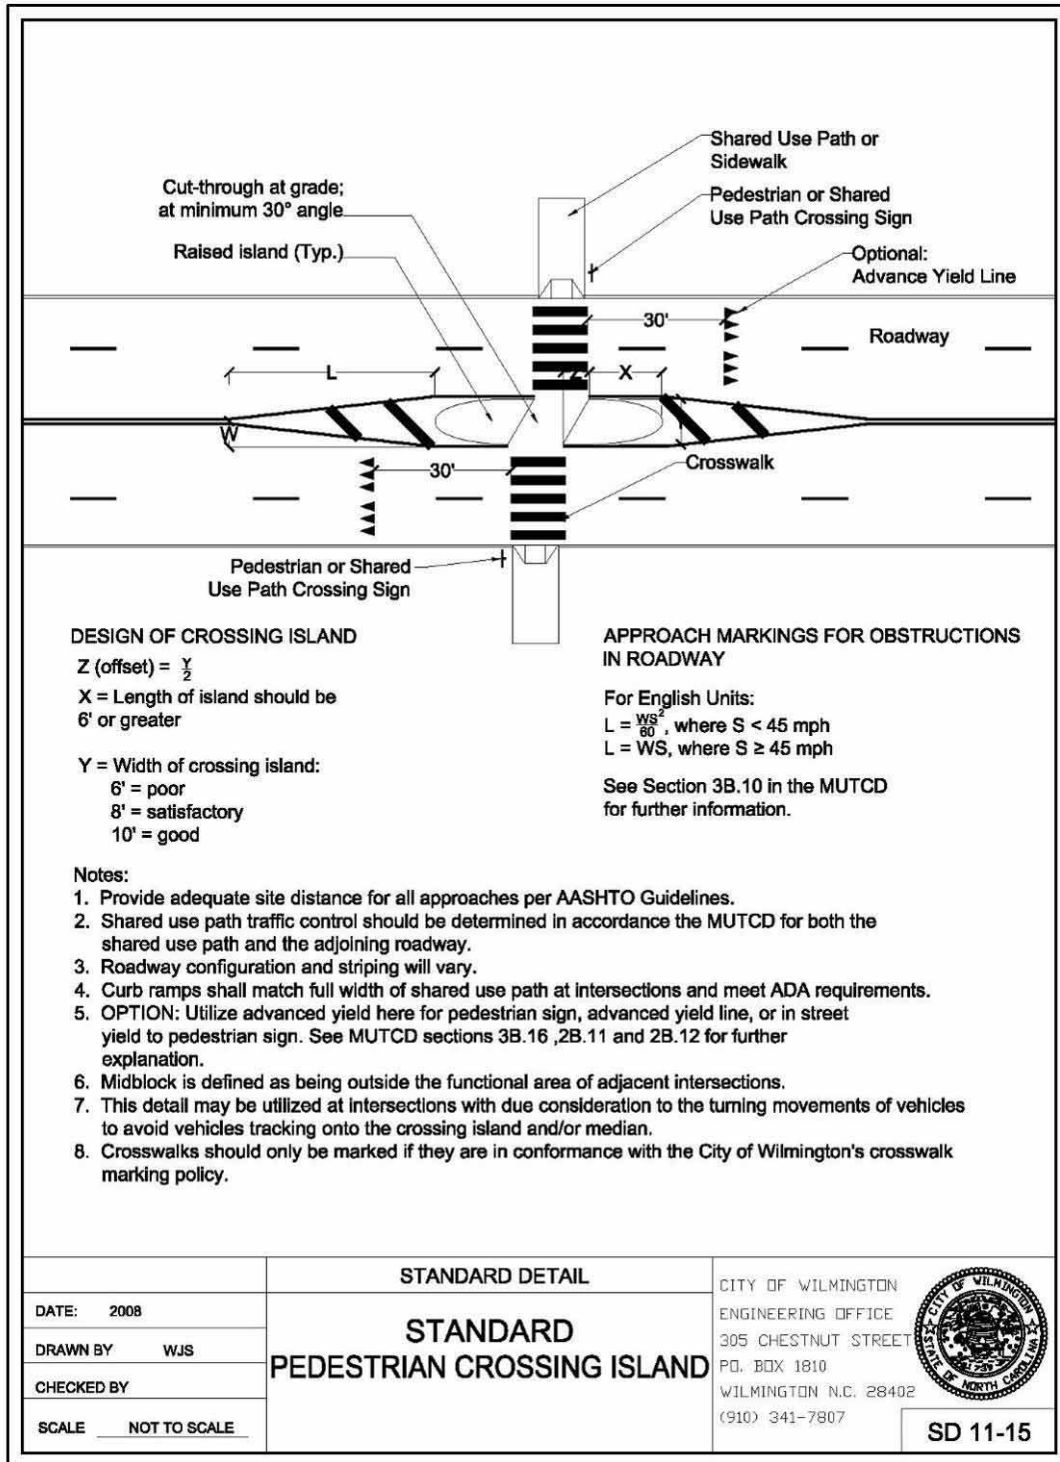 Shared Use Path or
Sidewalk
Cut-through at grade;
at minimum 30° angle
Pedestrian or Shared
Use Path Crossing Sign
Raised island (Typ.)
Optional:
Advance Yield Line
30'
Roadway
L
Z
X
W
30'
Crosswalk
Pedestrian or Shared
Use Path Crossing Sign
DESIGN OF CROSSING ISLAND
Z (offset) = Y/2
X = Length of island should be
6' or greater
Y = Width of crossing island:
6' = poor
8' = satisfactory
10' = good
APPROACH MARKINGS FOR OBSTRUCTIONS
IN ROADWAY
For English Units:
L = WS²/60, where S < 45 mph
L = WS, where S ≥ 45 mph
See Section 3B.10 in the MUTCD
for further information.
Notes:
1. Provide adequate site distance for all approaches per AASHTO Guidelines.
2. Shared use path traffic control should be determined in accordance the MUTCD for both the
shared use path and the adjoining roadway.
3. Roadway configuration and striping will vary.
4. Curb ramps shall match full width of shared use path at intersections and meet ADA requirements.
5. OPTION: Utilize advanced yield here for pedestrian sign, advanced yield line, or in street
yield to pedestrian sign. See MUTCD sections 3B.16 ,2B.11 and 2B.12 for further
explanation.
6. Midblock is defined as being outside the functional area of adjacent intersections.
7. This detail may be utilized at intersections with due consideration to the turning movements of vehicles
to avoid vehicles tracking onto the crossing island and/or median.
8. Crosswalks should only be marked if they are in conformance with the City of Wilmington's crosswalk
marking policy.
DATE: 2008
DRAWN BY WJS
CHECKED BY
SCALE NOT TO SCALE
STANDARD DETAIL
STANDARD
PEDESTRIAN CROSSING ISLAND
CITY OF WILMINGTON
ENGINEERING OFFICE
305 CHESTNUT STREET
PO. BOX 1810
WILMINGTON N.C. 28402
(910) 341-7807
CITY OF WILMINGTON
STATE OF NORTH CAROLINA
SD 11-15